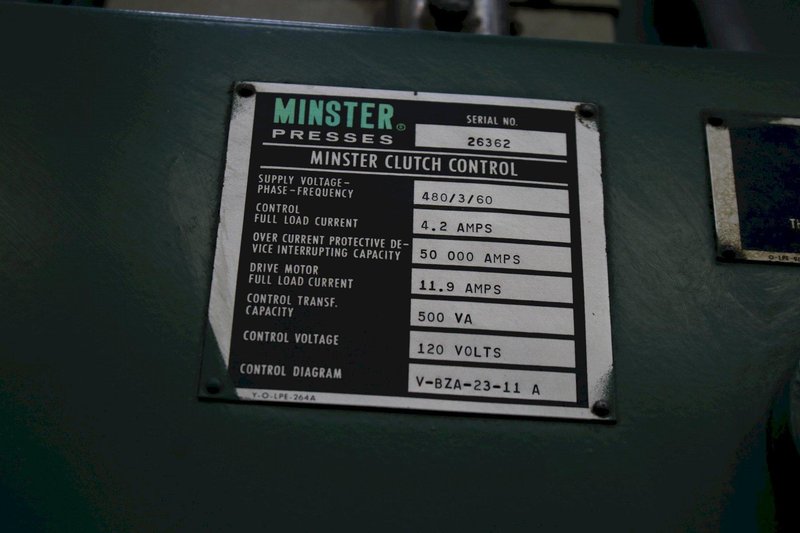 MINSTER®
PRESSES
SERIAL NO.
26362
MINSTER CLUTCH CONTROL
SUPPLY VOLTAGE-
PHASE-FREQUENCY
480/3/60
CONTROL
FULL LOAD CURRENT
4.2 AMPS
OVER CURRENT PROTECTIVE DE-
VICE INTERRUPTING CAPACITY
50 000 AMPS
DRIVE MOTOR
FULL LOAD CURRENT
11.9 AMPS
CONTROL TRANSF.
CAPACITY
500 VA
CONTROL VOLTAGE
120 VOLTS
CONTROL DIAGRAM
V-BZA-23-11 A
Y-O-LPE-264A